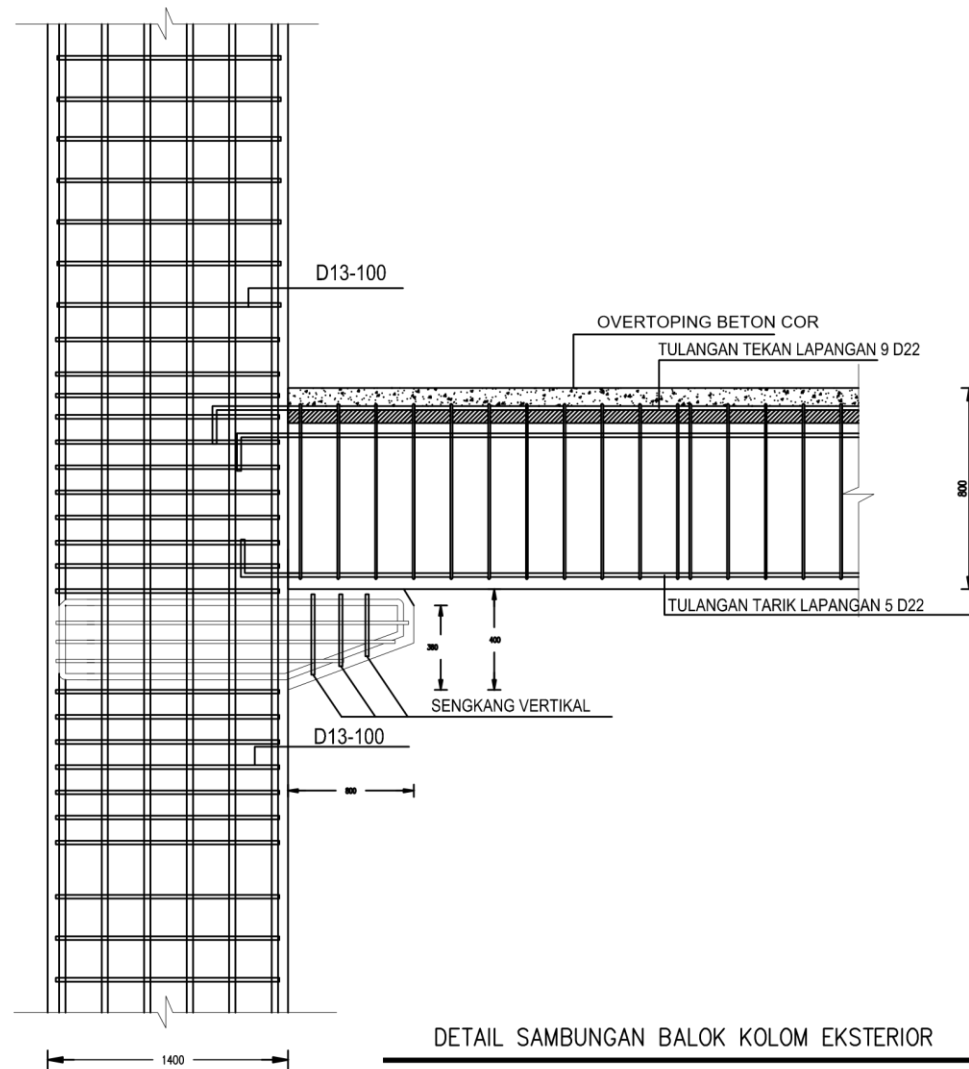 D13-100
OVERTOPING BETON COR
TULANGAN TEKAN LAPANGAN 9 D22
800
TULANGAN TARIK LAPANGAN 5 D22
400
SENGKANG VERTIKAL
D13-100
1400
DETAIL SAMBUNGAN BALOK KOLOM EKSTERIOR